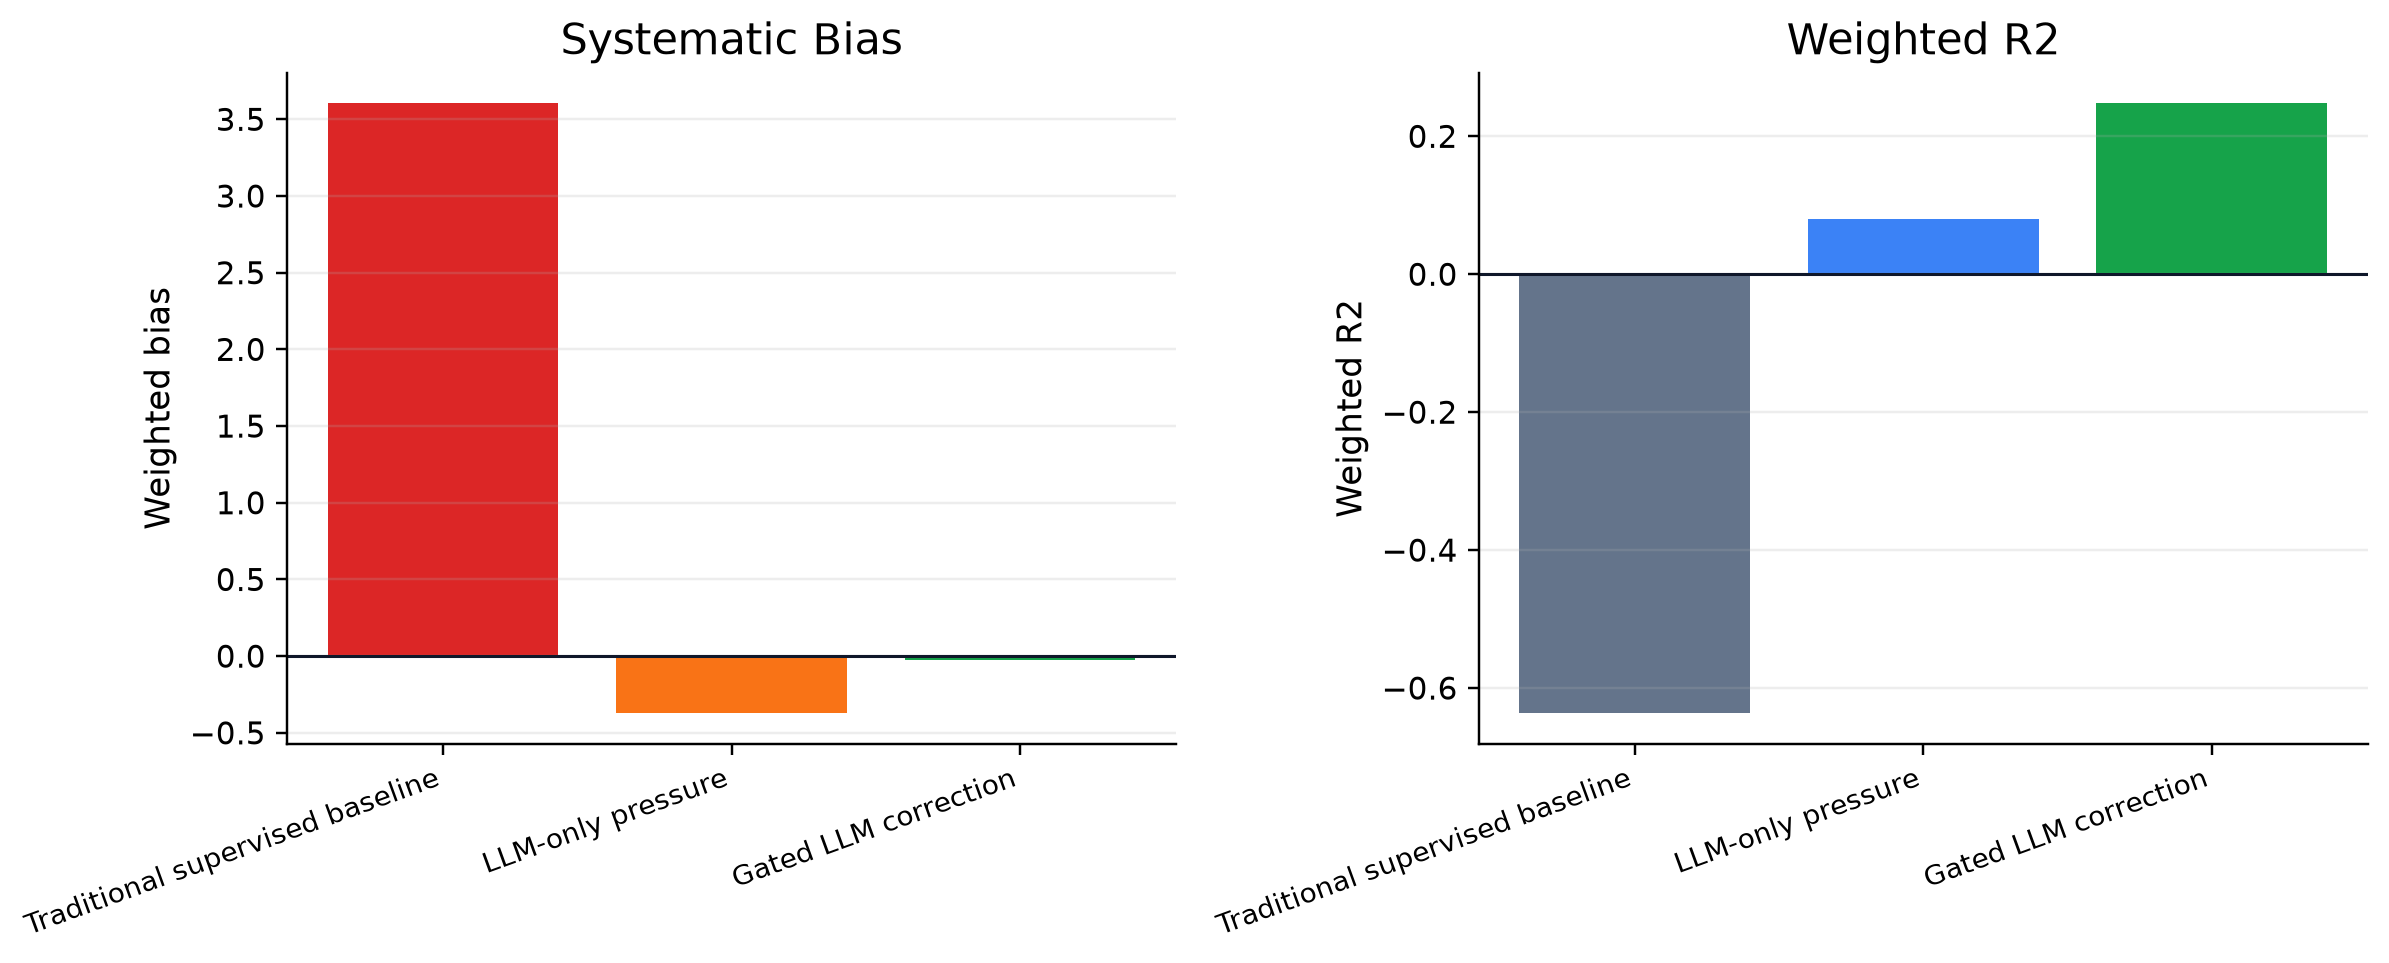 Systematic Bias
Weighted bias
3.5
3.0
2.5
2.0
1.5
1.0
0.5
0.0
−0.5
Traditional supervised baseline
LLM-only pressure
Gated LLM correction
Weighted R2
Weighted R2
0.2
0.0
−0.2
−0.4
−0.6
Traditional supervised baseline
LLM-only pressure
Gated LLM correction